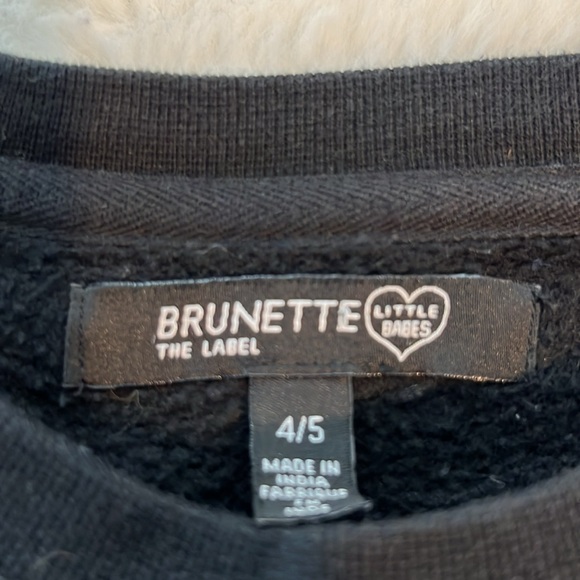 BRUNETTE
THE LABEL
LITTLE
BABES
4/5
MADE IN
INDIA
FABRIQUE